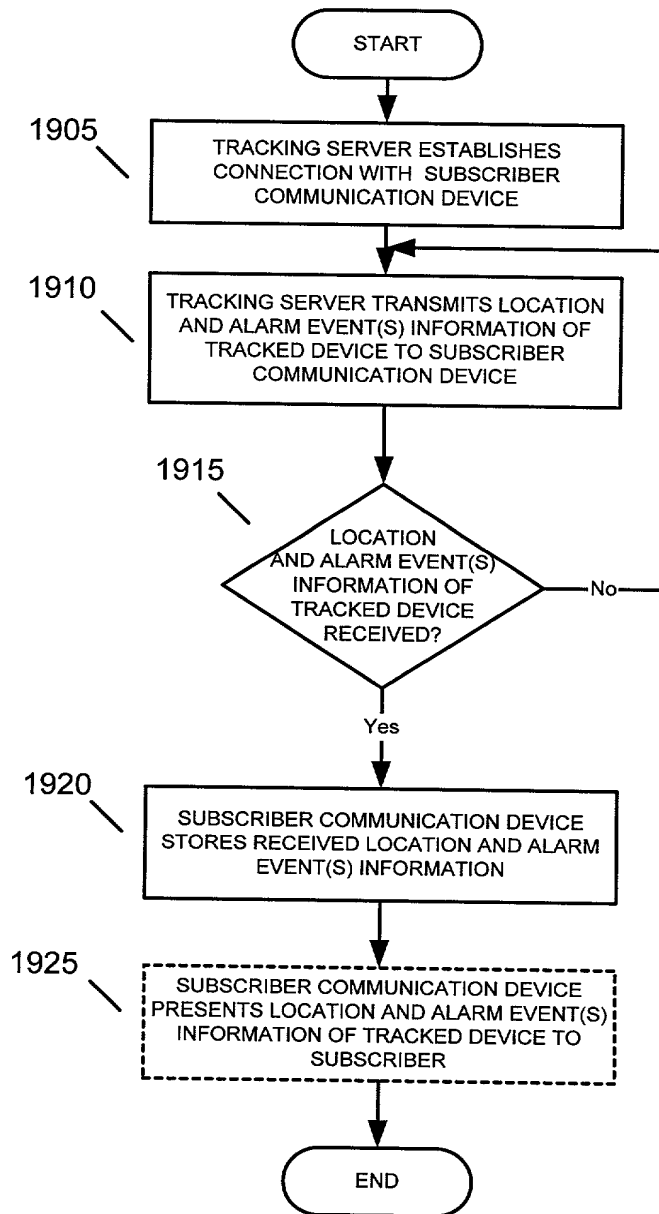 START
1905
TRACKING SERVER ESTABLISHES
CONNECTION WITH SUBSCRIBER
COMMUNICATION DEVICE
1910
TRACKING SERVER TRANSMITS LOCATION
AND ALARM EVENT(S) INFORMATION OF
TRACKED DEVICE TO SUBSCRIBER
COMMUNICATION DEVICE
1915
LOCATION
AND ALARM EVENT(S)
INFORMATION OF
TRACKED DEVICE
RECEIVED?
No
Yes
1920
SUBSCRIBER COMMUNICATION DEVICE
STORES RECEIVED LOCATION AND ALARM
EVENT(S) INFORMATION
1925
SUBSCRIBER COMMUNICATION DEVICE
PRESENTS LOCATION AND ALARM EVENT(S)
INFORMATION OF TRACKED DEVICE TO
SUBSCRIBER
END